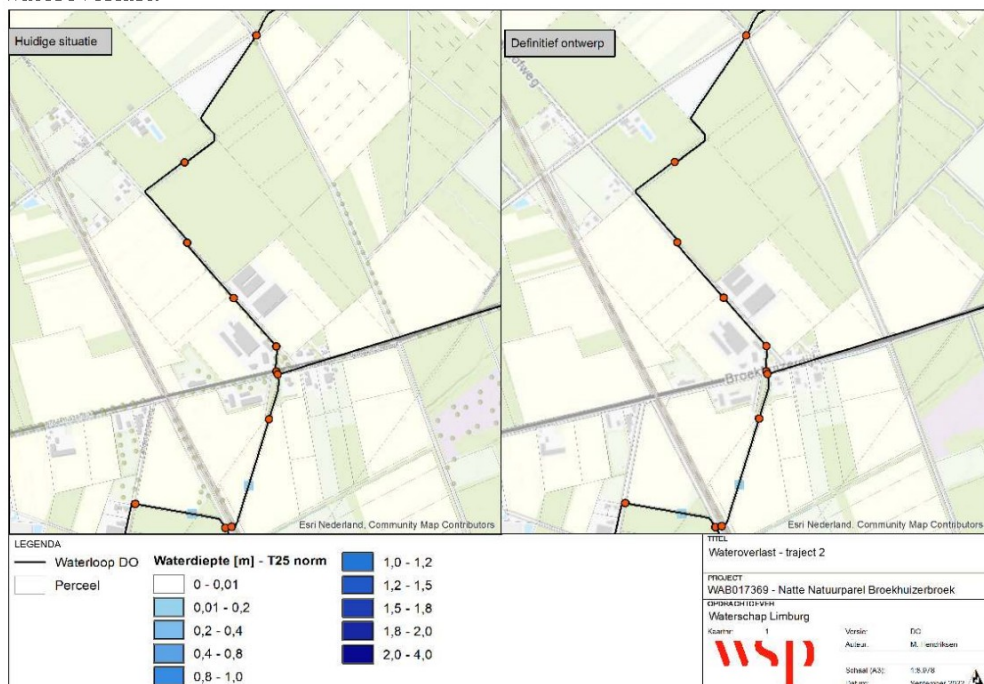 Huidige situatie
Definitief ontwerp
Esri Nederland, Community Map Contributors
Esri Nederland, Community Map Contributors
LEGENDA
Waterloop DO
Perceel
Waterdiepte [m] - T25 norm
0 - 0,01
0,01 - 0,2
0,2 - 0,4
0,4 - 0,8
0,8 - 1,0
1,0 - 1,2
1,2 - 1,5
1,5 - 1,8
1,8 - 2,0
2,0 - 4,0
TITEL
Wateroverlast - traject 2
PROJECT
WAB017369 - Natte Natuurparel Broekhuizerbroek
OPDRACHTGEVER
Waterschap Limburg
Kaartnr: 1
wsp
Versie: DO
Auteur: M. Hendriksen
Schaal (A3):
September 2022